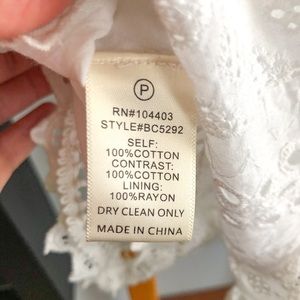 P
RN#104403
STYLE#BC5292
SELF:
100%COTTON
CONTRAST:
100%COTTON
LINING:
100%RAYON
DRY CLEAN ONLY
MADE IN CHINA